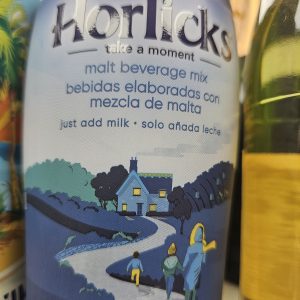 Horlicks
take a moment
malt beverage mix
bebidas elaboradas con
mezcla de malta
just add milk • solo añada leche